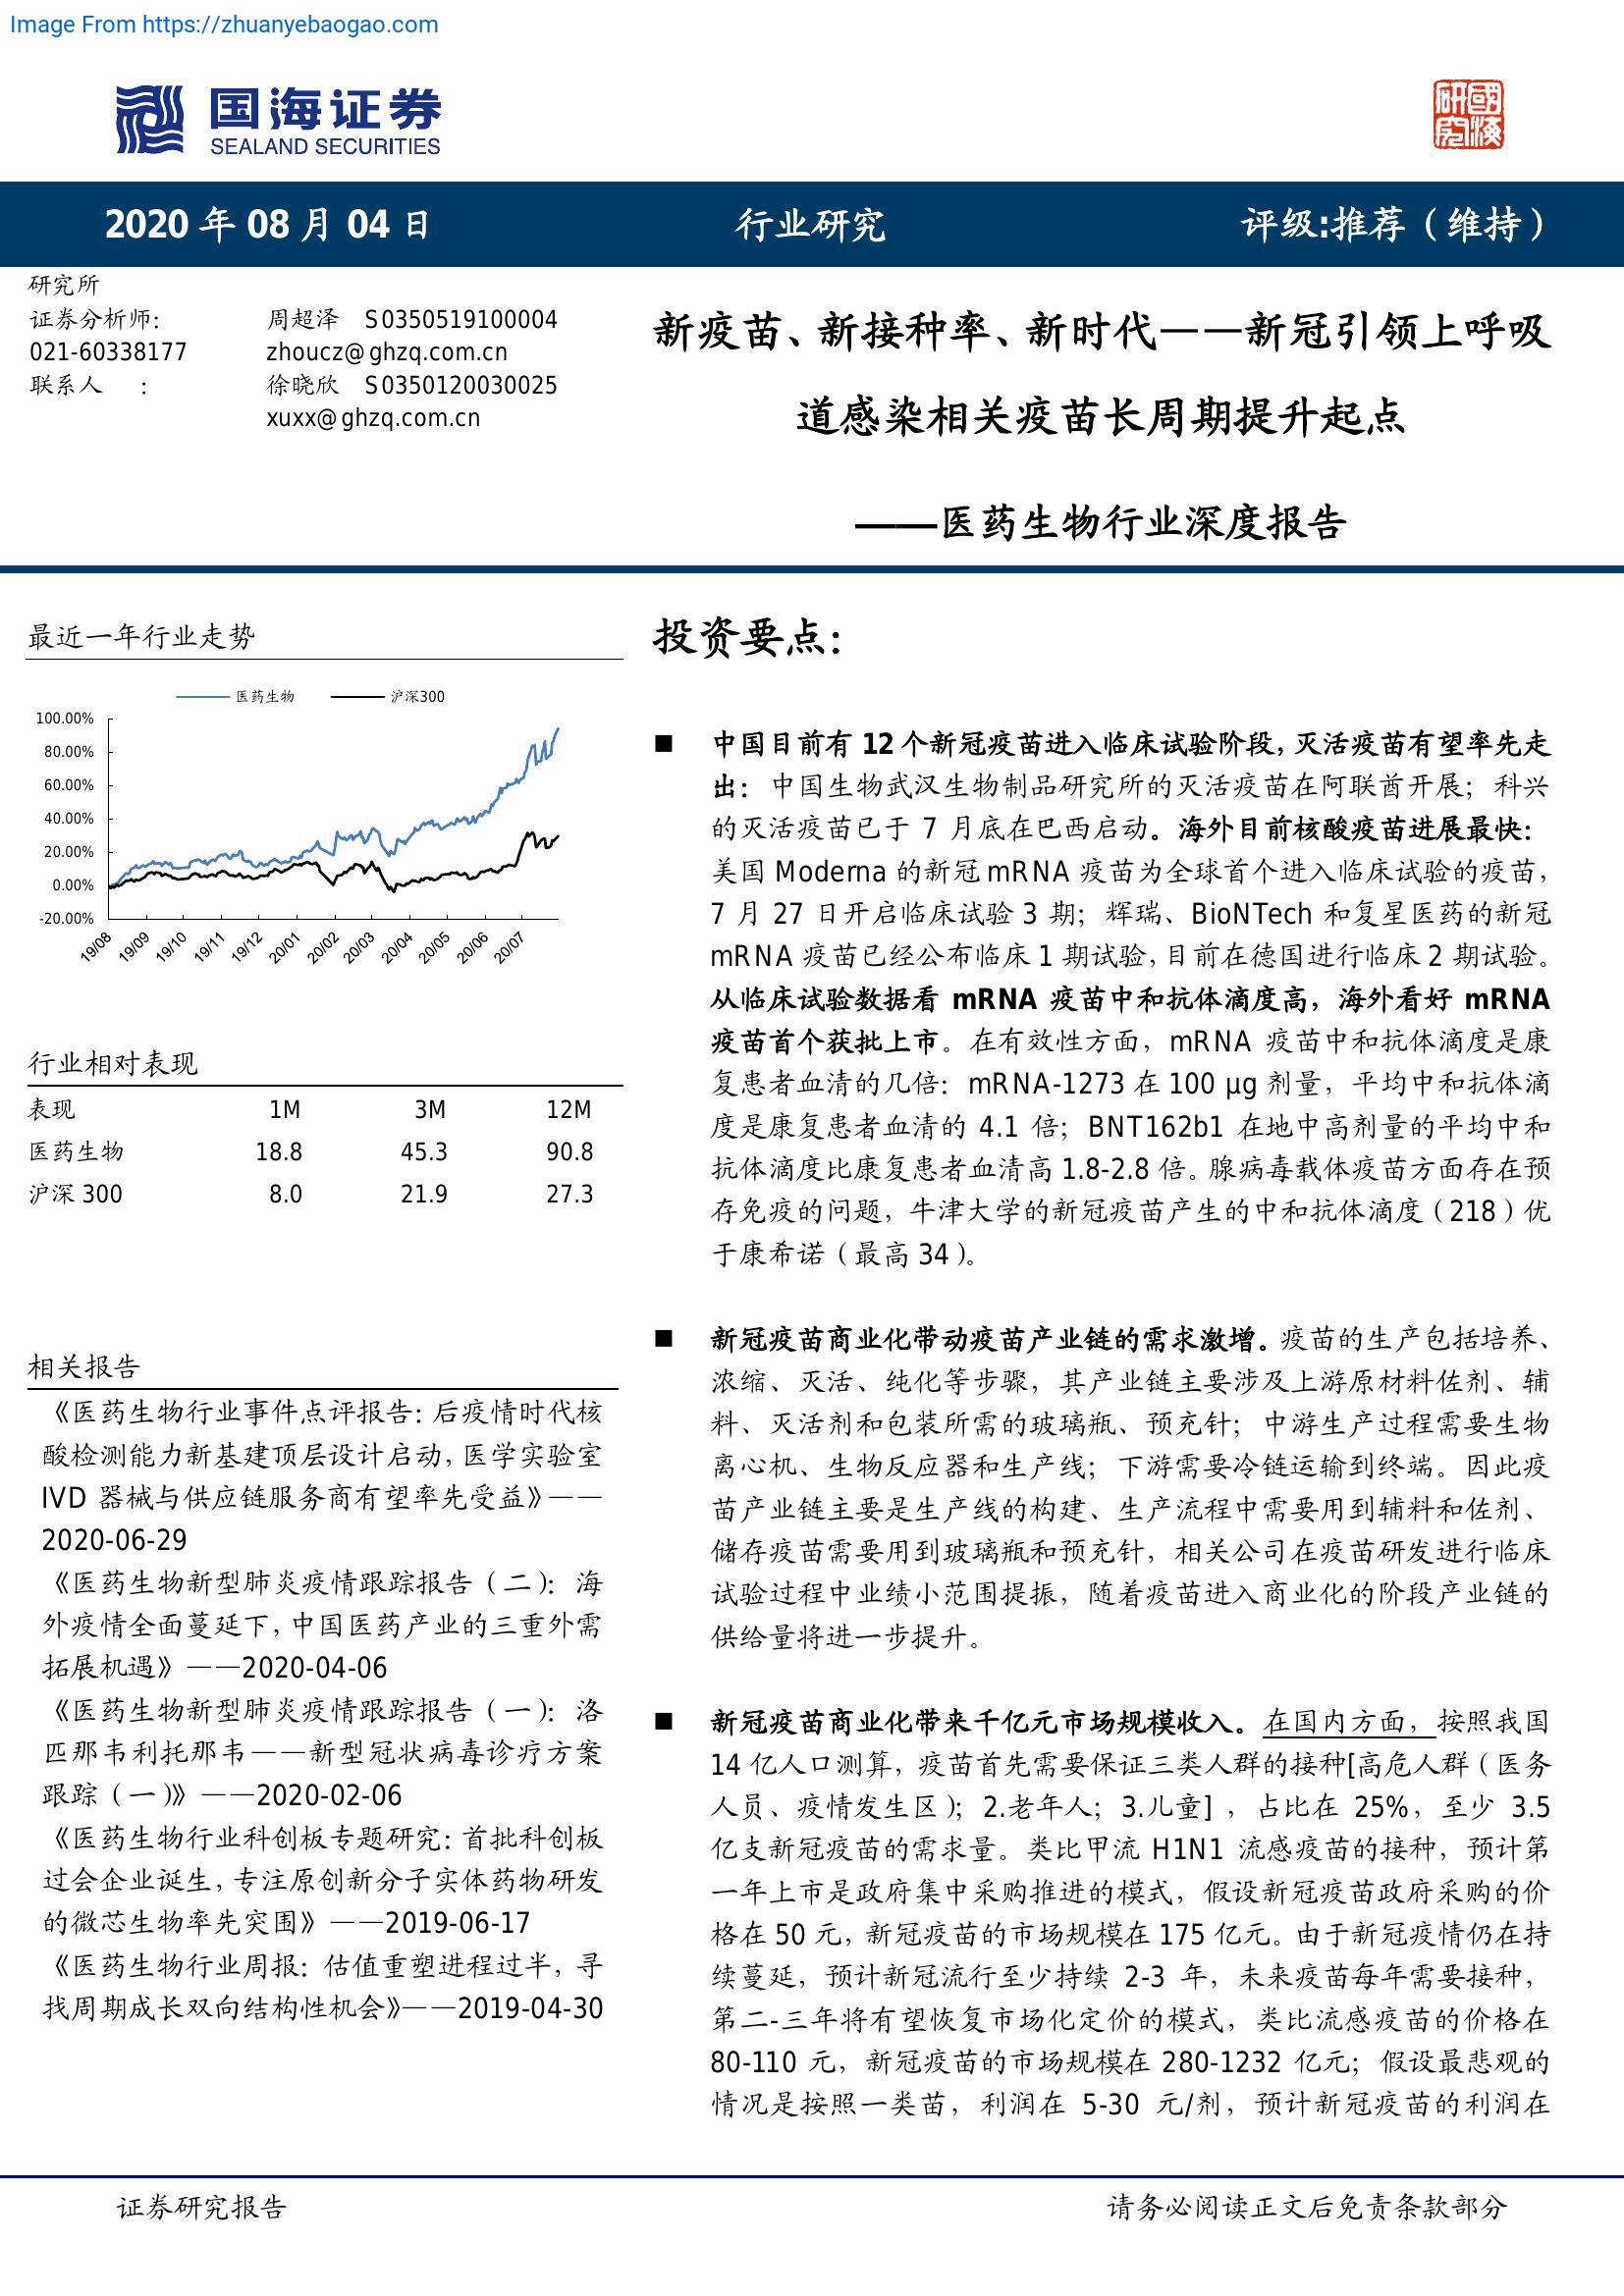 Image From https://zhuanyebaogao.com
国海证券
SEALAND SECURITIES
研國
究海
2020 年 08 月 04 日
行业研究
评级:推荐（维持）
研究所
证券分析师:
周超泽 S0350519100004
021-60338177
zhoucz@ghzq.com.cn
联系人 :
徐晓欣 S0350120030025
xuxx@ghzq.com.cn
新疫苗、新接种率、新时代——新冠引领上呼吸
道感染相关疫苗长周期提升起点
——医药生物行业深度报告
最近一年行业走势
医药生物
沪深300
100.00%
80.00%
60.00%
40.00%
20.00%
0.00%
-20.00%
19/08
19/09
19/10
19/11
19/12
20/01
20/02
20/03
20/04
20/05
20/06
20/07
行业相对表现
表现 1M 3M 12M
医药生物 18.8 45.3 90.8
沪深 300 8.0 21.9 27.3
相关报告
《医药生物行业事件点评报告：后疫情时代核
酸检测能力新基建顶层设计启动，医学实验室
IVD 器械与供应链服务商有望率先受益》——
2020-06-29
《医药生物新型肺炎疫情跟踪报告（二）：海
外疫情全面蔓延下，中国医药产业的三重外需
拓展机遇》——2020-04-06
《医药生物新型肺炎疫情跟踪报告（一）：洛
匹那韦利托那韦——新型冠状病毒诊疗方案
跟踪（一）》——2020-02-06
《医药生物行业科创板专题研究：首批科创板
过会企业诞生，专注原创新分子实体药物研发
的微芯生物率先突围》——2019-06-17
《医药生物行业周报：估值重塑进程过半，寻
找周期成长双向结构性机会》——2019-04-30
投资要点：
■ 中国目前有 12 个新冠疫苗进入临床试验阶段，灭活疫苗有望率先走
出：中国生物武汉生物制品研究所的灭活疫苗在阿联酋开展；科兴
的灭活疫苗已于 7 月底在巴西启动。海外目前核酸疫苗进展最快：
美国 Moderna 的新冠 mRNA 疫苗为全球首个进入临床试验的疫苗，
7 月 27 日开启临床试验 3 期；辉瑞、BioNTech 和复星医药的新冠
mRNA 疫苗已经公布临床 1 期试验，目前在德国进行临床 2 期试验。
从临床试验数据看 mRNA 疫苗中和抗体滴度高，海外看好 mRNA
疫苗首个获批上市。在有效性方面，mRNA 疫苗中和抗体滴度是康
复患者血清的几倍：mRNA-1273 在 100 μg 剂量，平均中和抗体滴
度是康复患者血清的 4.1 倍；BNT162b1 在地中高剂量的平均中和
抗体滴度比康复患者血清高 1.8-2.8 倍。腺病毒载体疫苗方面存在预
存免疫的问题，牛津大学的新冠疫苗产生的中和抗体滴度（218）优
于康希诺（最高 34）。
■ 新冠疫苗商业化带动疫苗产业链的需求激增。疫苗的生产包括培养、
浓缩、灭活、纯化等步骤，其产业链主要涉及上游原材料佐剂、辅
料、灭活剂和包装所需的玻璃瓶、预充针；中游生产过程需要生物
离心机、生物反应器和生产线；下游需要冷链运输到终端。因此疫
苗产业链主要是生产线的构建、生产流程中需要用到辅料和佐剂、
储存疫苗需要用到玻璃瓶和预充针，相关公司在疫苗研发进行临床
试验过程中业绩小范围提振，随着疫苗进入商业化的阶段产业链的
供给量将进一步提升。
■ 新冠疫苗商业化带来千亿元市场规模收入。在国内方面，按照我国
14 亿人口测算，疫苗首先需要保证三类人群的接种[高危人群（医务
人员、疫情发生区）；2.老年人；3.儿童]，占比在 25%，至少 3.5
亿支新冠疫苗的需求量。类比甲流 H1N1 流感疫苗的接种，预计第
一年上市是政府集中采购推进的模式，假设新冠疫苗政府采购的价
格在 50 元，新冠疫苗的市场规模在 175 亿元。由于新冠疫情仍在持
续蔓延，预计新冠流行至少持续 2-3 年，未来疫苗每年需要接种，
第二-三年将有望恢复市场化定价的模式，类比流感疫苗的价格在
80-110 元，新冠疫苗的市场规模在 280-1232 亿元；假设最悲观的
情况是按照一类苗，利润在 5-30 元/剂，预计新冠疫苗的利润在
证券研究报告
请务必阅读正文后免责条款部分